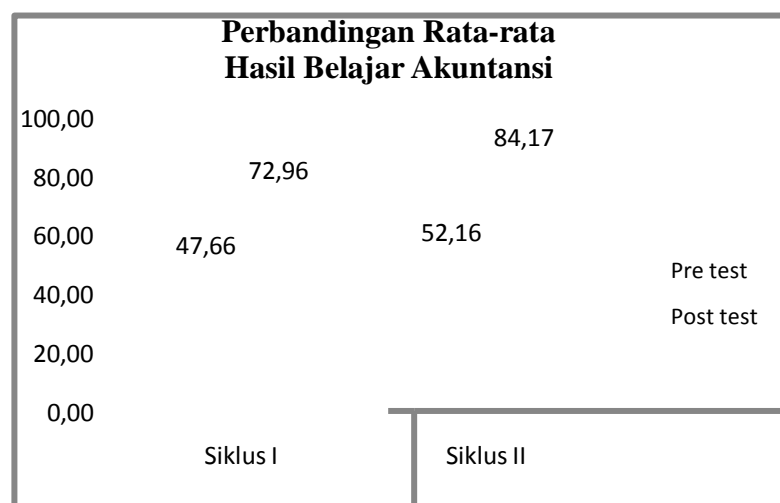 Perbandingan Rata-rata
Hasil Belajar Akuntansi
100,00
84,17
80,00
72,96
60,00
47,66
52,16
40,00
Pre test
Post test
20,00
0,00
Siklus I
Siklus II